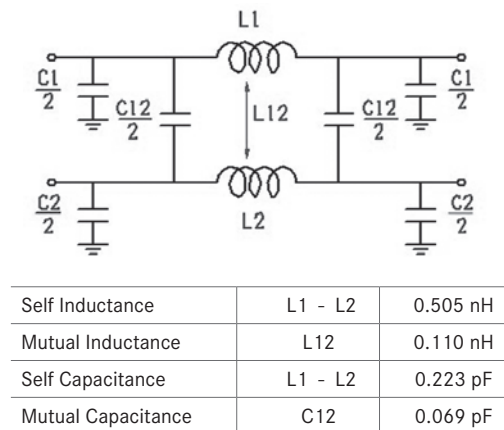 L1
C1
2
C12
2
L12
C12
2
C1
2
C2
2
L2
C2
2
Self Inductance L1 - L2 0.505 nH
Mutual Inductance L12 0.110 nH
Self Capacitance L1 - L2 0.223 pF
Mutual Capacitance C12 0.069 pF